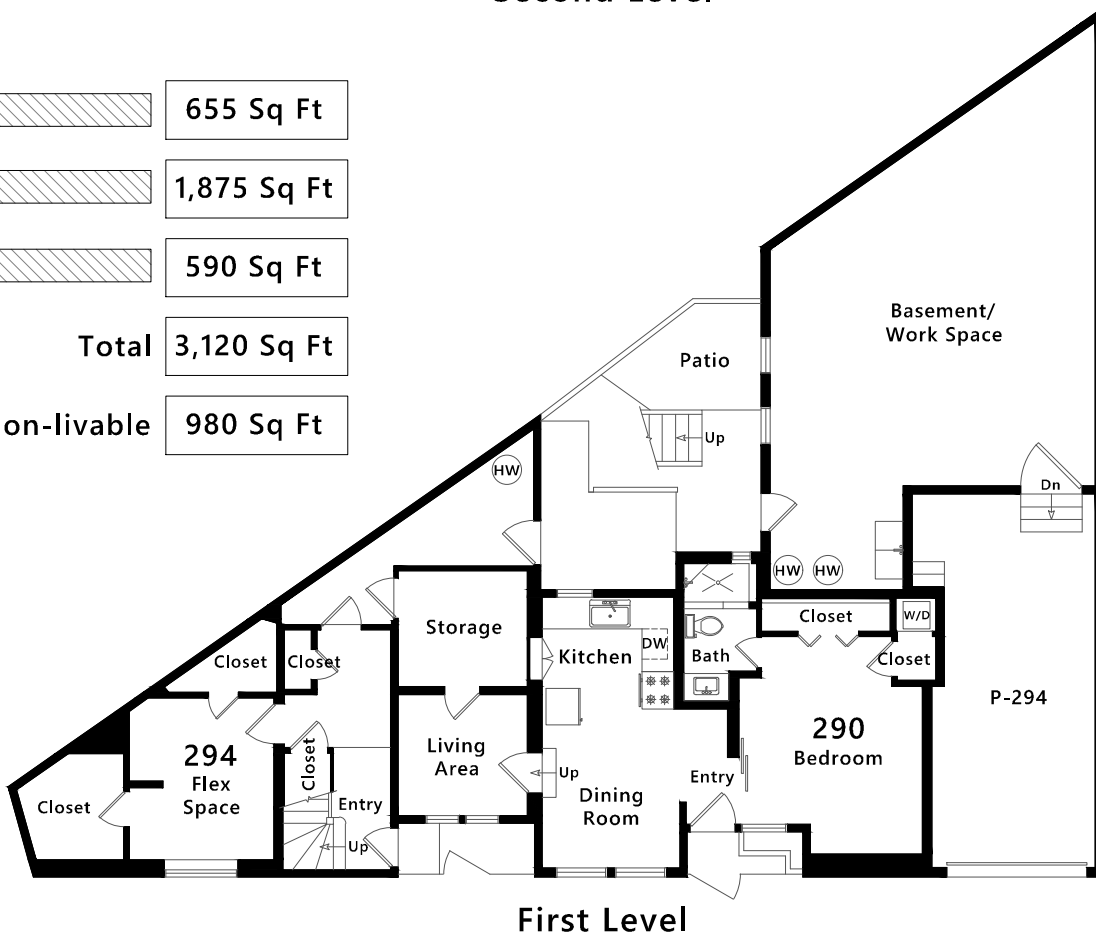 655 Sq Ft
1,875 Sq Ft
590 Sq Ft
Total 3,120 Sq Ft
on-livable 980 Sq Ft
Basement/
Work Space
Patio
Up
HW
Dn
HW HW
Closet
W/D
Storage
Kitchen
DW
Bath
Closet
Closet
Closet
P-294
290
Bedroom
294
Flex
Space
Closet
Living
Area
Up
Entry
Dining
Room
Closet
Entry
Up
First Level